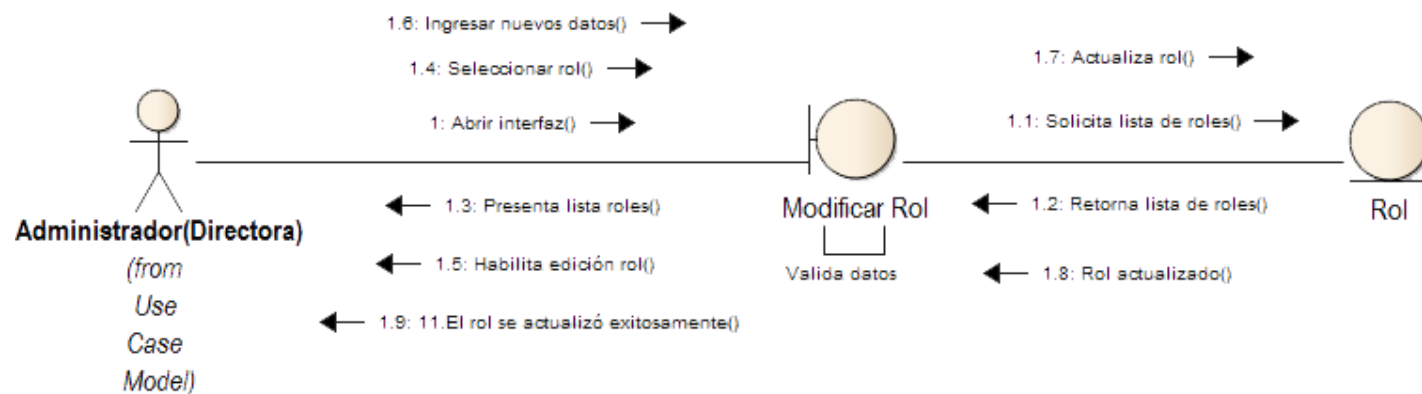 1.6: Ingresar nuevos datos()
1.4: Seleccionar rol()
1.7: Actualiza rol()
1: Abrir interfaz()
1.1: Solicita lista de roles()
1.3: Presenta lista roles()
Modificar Rol
1.2: Retorna lista de roles()
Rol
Administrador(Directora)
(from
Use
Case
Model)
1.5: Habilita edición rol()
Valida datos
1.8: Rol actualizado()
1.9: 11.El rol se actualizó exitosamente()